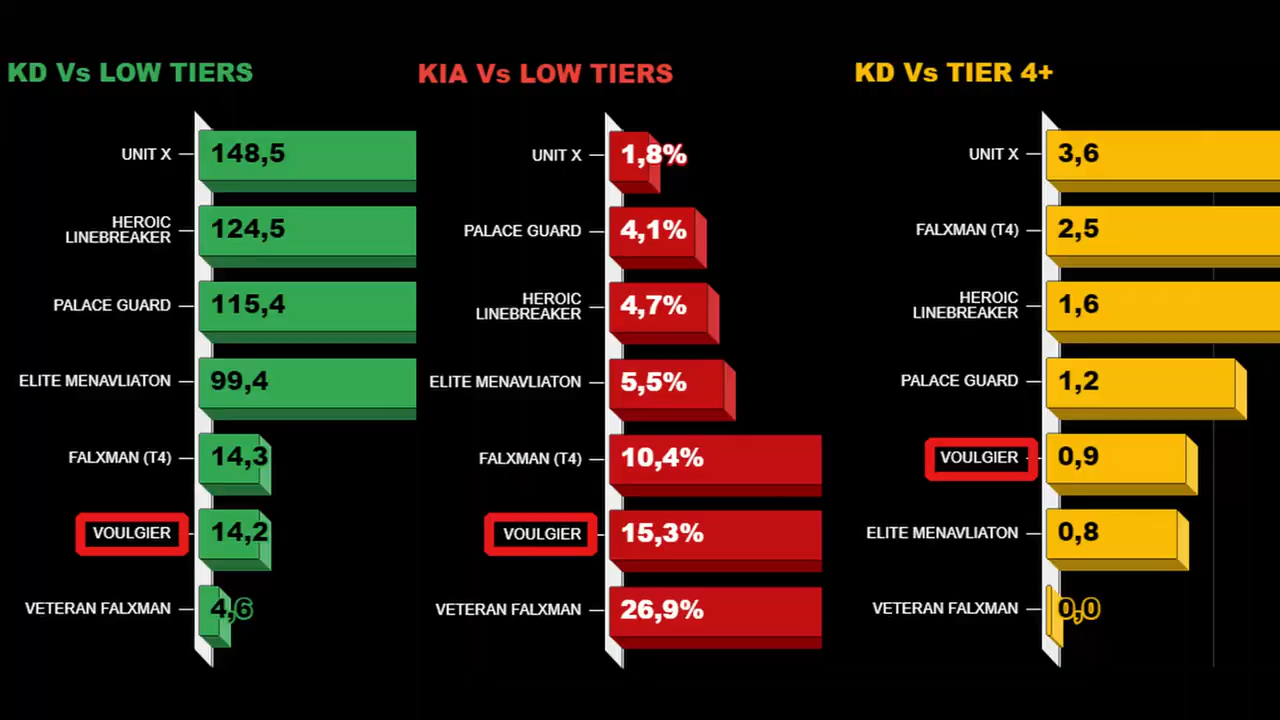 KD Vs LOW TIERS
UNIT X
148,5
HEROIC
LINEBREAKER
124,5
PALACE GUARD
115,4
ELITE MENAVLIATON
99,4
FALXMAN (T4)
14,3
VOULGIER
14,2
VETERAN FALXMAN
4,6
KIA Vs LOW TIERS
UNIT X
1,8%
PALACE GUARD
4,1%
HEROIC
LINEBREAKER
4,7%
ELITE MENAVLIATON
5,5%
FALXMAN (T4)
10,4%
VOULGIER
15,3%
VETERAN FALXMAN
26,9%
KD Vs TIER 4+
UNIT X
3,6
FALXMAN (T4)
2,5
HEROIC
LINEBREAKER
1,6
PALACE GUARD
1,2
VOULGIER
0,9
ELITE MENAVLIATON
0,8
VETERAN FALXMAN
0,0